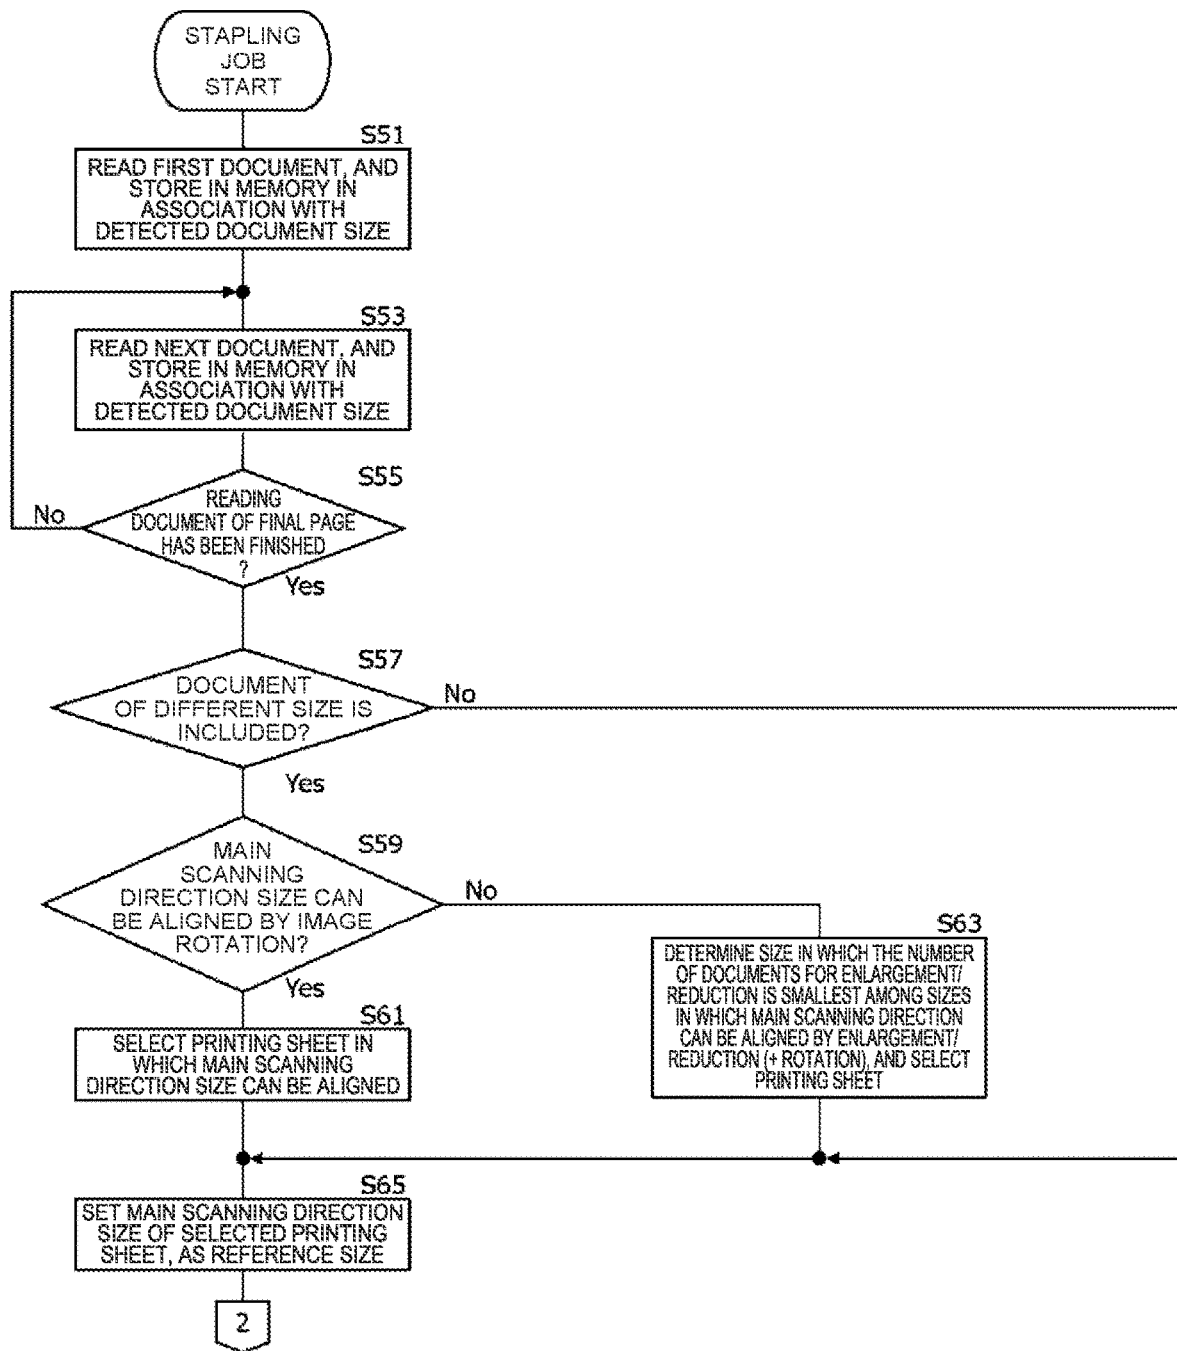 STAPLING
JOB
START
S51
READ FIRST DOCUMENT, AND
STORE IN MEMORY IN
ASSOCIATION WITH
DETECTED DOCUMENT SIZE
S53
READ NEXT DOCUMENT, AND
STORE IN MEMORY IN
ASSOCIATION WITH
DETECTED DOCUMENT SIZE
S55
READING
DOCUMENT OF FINAL PAGE
HAS BEEN FINISHED
?
No
Yes
S57
DOCUMENT
OF DIFFERENT SIZE IS
INCLUDED?
No
Yes
S59
MAIN
SCANNING
DIRECTION SIZE CAN
BE ALIGNED BY IMAGE
ROTATION?
No
Yes
S63
DETERMINE SIZE IN WHICH THE NUMBER
OF DOCUMENTS FOR ENLARGEMENT/
REDUCTION IS SMALLEST AMONG SIZES
IN WHICH MAIN SCANNING DIRECTION
CAN BE ALIGNED BY ENLARGEMENT/
REDUCTION (+ ROTATION), AND SELECT
PRINTING SHEET
S61
SELECT PRINTING SHEET IN
WHICH MAIN SCANNING
DIRECTION SIZE CAN BE ALIGNED
S65
SET MAIN SCANNING DIRECTION
SIZE OF SELECTED PRINTING
SHEET, AS REFERENCE SIZE
2